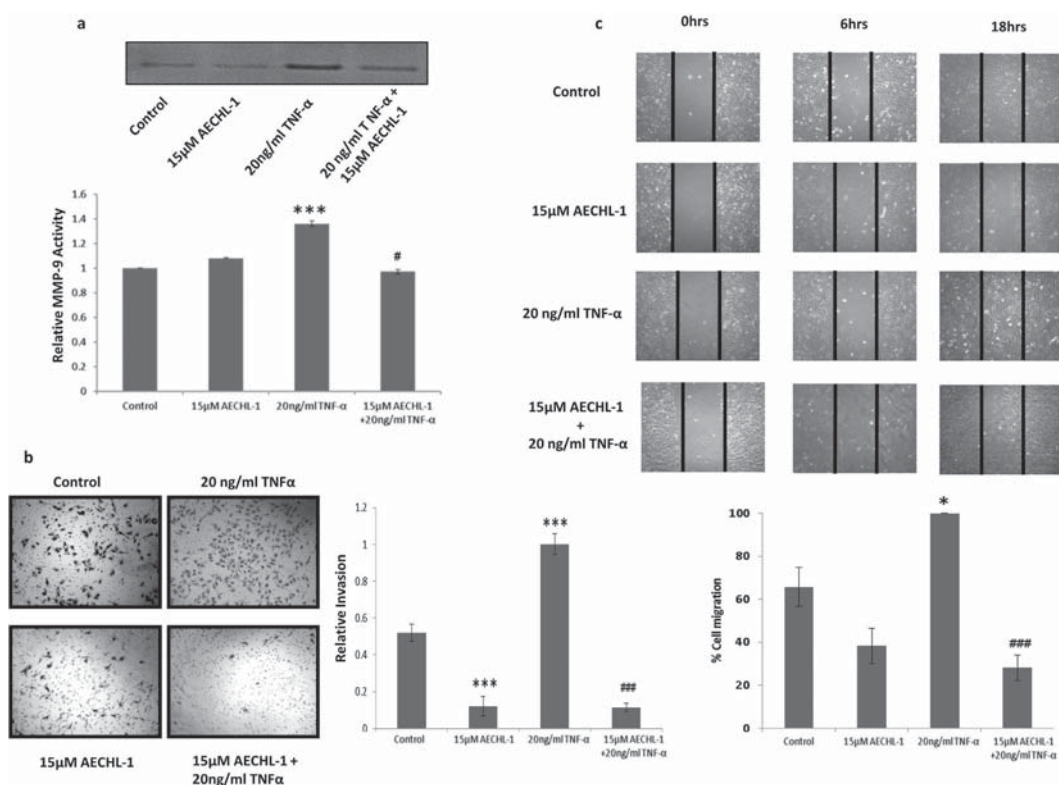 a
Control
15µM AECHL-1
20ng/ml TNF-α
20 ng/ml T NF-α +
15µM AECHL-1
Relative MMP-9 Activity
1.6
1.4
1.2
1
0.8
0.6
0.4
0.2
0
***
#
Control
15µM AECHL-1
20ng/ml TNF-α
15µM AECHL-1
+20ng/ml TNF-α
b
Control
20 ng/ml TNFα
15µM AECHL-1
15µM AECHL-1 +
20ng/ml TNFα
Relative Invasion
1.2
1
0.8
0.6
0.4
0.2
0
***
***
###
Control
15µM AECHL-1
20ng/ml TNF-α
15µM AECHL-1
+20ng/ml TNF-α
c
0hrs
6hrs
18hrs
Control
15µM AECHL-1
20 ng/ml TNF-α
15µM AECHL-1
+
20 ng/ml TNF-α
% Cell migration
100
80
60
40
20
0
*
###
Control
15µM AECHL-1
20ng/ml TNF-α
15µM AECHL-1
+20ng/ml TNF-α